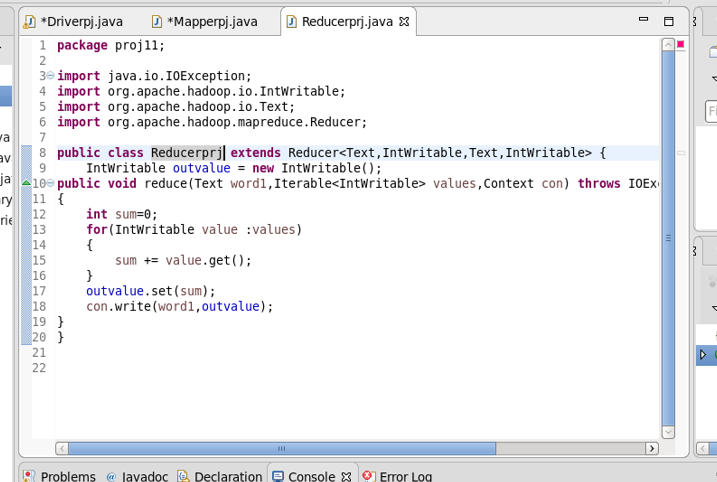 *Driverpj.java *Mapperpj.java Reducerprj.java
1 package proj11;
2
3 import java.io.IOException;
4 import org.apache.hadoop.io.IntWritable;
5 import org.apache.hadoop.io.Text;
6 import org.apache.hadoop.mapreduce.Reducer;
7
8 public class Reducerprj extends Reducer<Text,IntWritable,Text,IntWritable> {
9 IntWritable outvalue = new IntWritable();
10 public void reduce(Text word1,Iterable<IntWritable> values,Context con) throws IOEx
11 {
12 int sum=0;
13 for(IntWritable value :values)
14 {
15 sum += value.get();
16 }
17 outvalue.set(sum);
18 con.write(word1,outvalue);
19 }
20 }
21
22
Problems @ Javadoc Declaration Console Error Log